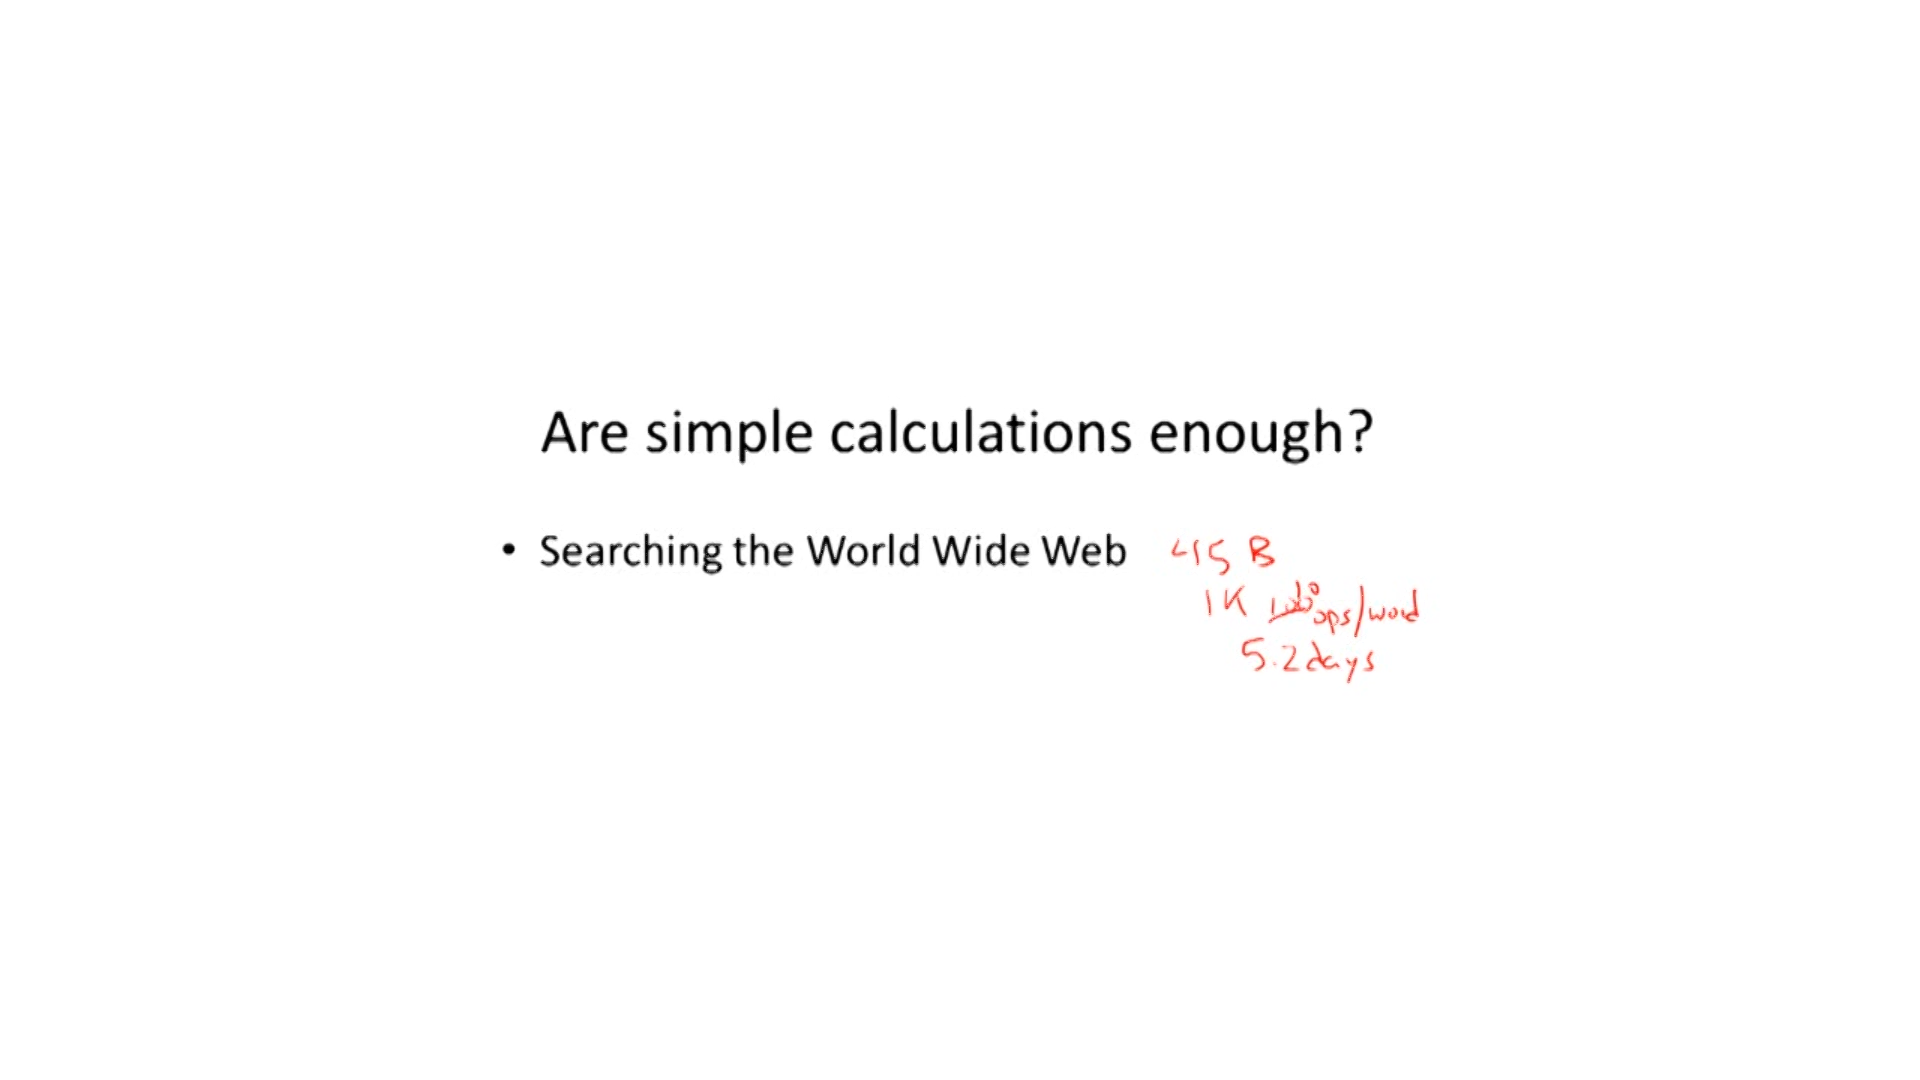 Are simple calculations enough?
• Searching the World Wide Web 45 B
1K ops/word
5.2 days